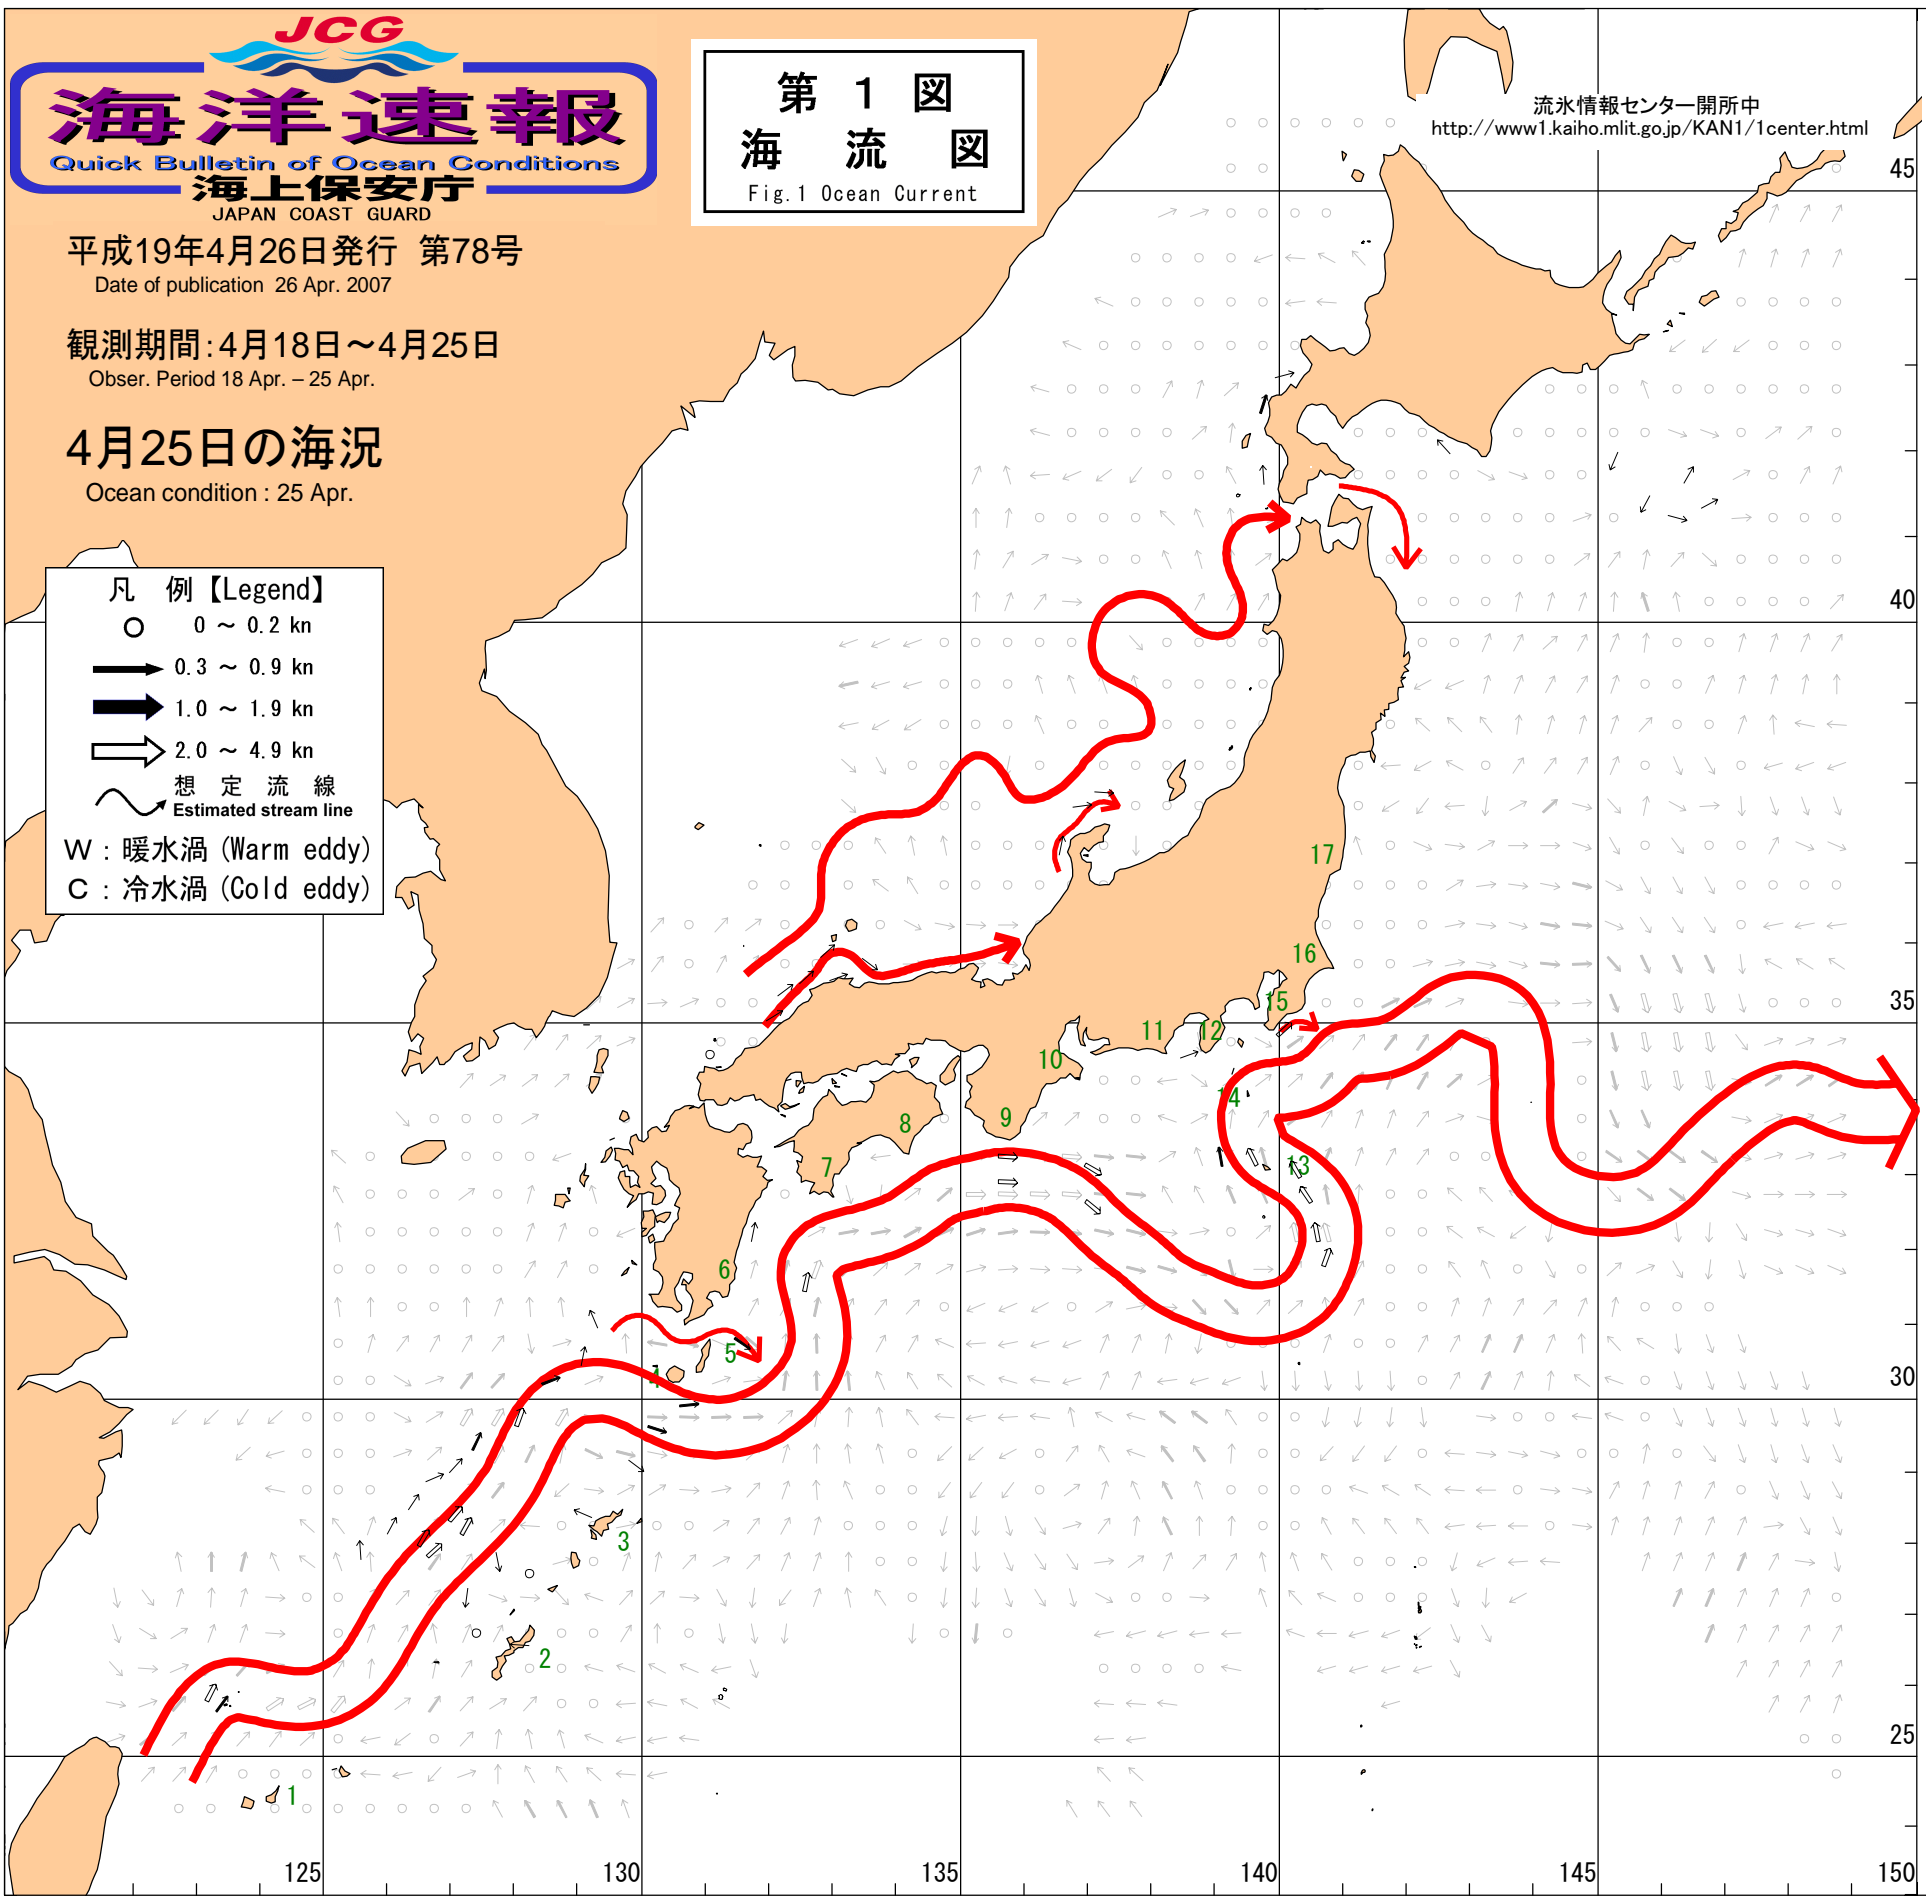 JCG
海洋速報
Quick Bulletin of Ocean Conditions
海上保安庁
JAPAN COAST GUARD
平成19年4月26日発行 第78号
Date of publication 26 Apr. 2007
観測期間:4月18日～4月25日
Obser. Period 18 Apr. – 25 Apr.
4月25日の海況
Ocean condition : 25 Apr.
第 1 図
海 流 図
Fig.1 Ocean Current
流氷情報センター開所中
http://www1.kaiho.mlit.go.jp/KAN1/1center.html
凡 例【Legend】
0 ～ 0.2 kn
0.3 ～ 0.9 kn
1.0 ～ 1.9 kn
2.0 ～ 4.9 kn
想 定 流 線
Estimated stream line
W : 暖水渦 (Warm eddy)
C : 冷水渦 (Cold eddy)
45
40
17
16
35
15
12
11
10
14
9
8
7
13
6
5
4
30
3
2
25
1
125
130
135
140
145
150